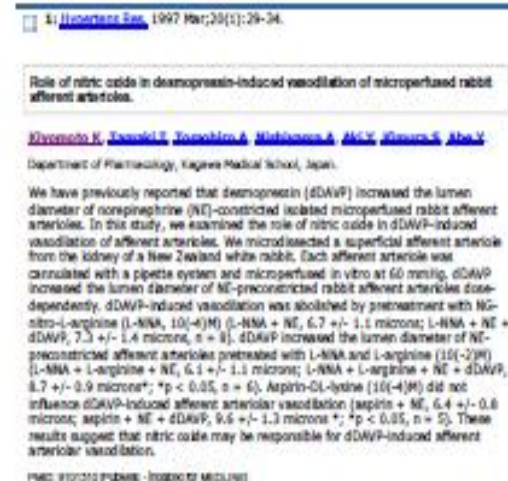 1: Hypertens Res. 1997 Mar;20(1):29-34.
Role of nitric oxide in desmopressin-induced vasodilation of microperfused rabbit
afferent arterioles.
Kiyomoto K, Tamaki T, Tomohiro A, Nishiyama A, Aki Y, Kimura S, Abe Y.
Department of Pharmacology, Kagawa Medical School, Japan.
We have previously reported that desmopressin (dDAVP) increased the lumen
diameter of norepinephrine (NE)-constricted isolated microperfused rabbit afferent
arterioles. In this study, we examined the role of nitric oxide in dDAVP-induced
vasodilation of afferent arterioles. We microdissected a superficial afferent arteriole
from the kidney of a New Zealand white rabbit. Each afferent arteriole was
cannulated with a pipette system and microperfused in vitro at 60 mmHg. dDAVP
increased the lumen diameter of NE-preconstricted rabbit afferent arterioles dose-
dependently. dDAVP-induced vasodilation was abolished by pretreatment with NG-
nitro-L-arginine (L-NNA, 10(-4)M) (L-NNA + NE, 6.7 +/- 1.1 microns; L-NNA + NE +
dDAVP, 7.3 +/- 1.4 microns, n = 8). dDAVP increased the lumen diameter of NE-
preconstricted afferent arterioles pretreated with L-NNA and L-arginine (10(-2)M)
(L-NNA + L-arginine + NE, 6.1 +/- 1.1 microns; L-NNA + L-arginine + NE + dDAVP,
8.7 +/- 0.9 microns*; *p < 0.05, n = 6). Aspirin-DL-lysine (10(-4)M) did not
influence dDAVP-induced afferent arteriolar vasodilation (aspirin + NE, 6.4 +/- 0.8
microns; aspirin + NE + dDAVP, 9.6 +/- 1.3 microns *; *p < 0.05, n = 5). These
results suggest that nitric oxide may be responsible for dDAVP-induced afferent
arteriolar vasodilation.
PMID: [PubMed - indexed for MEDLINE]